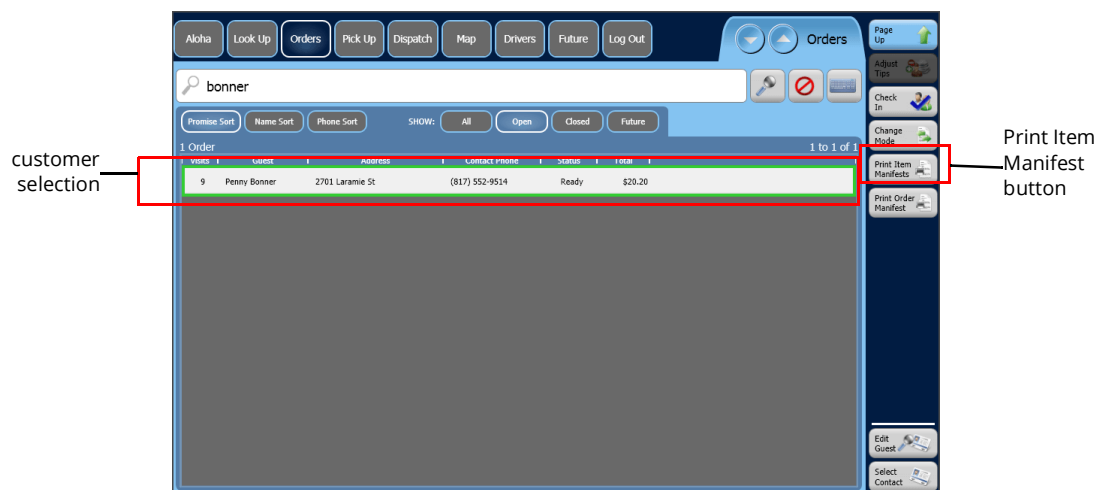 Aloha Look Up Orders Pick Up Dispatch Map Drivers Future Log Out Orders
bonner
Promise Sort Name Sort Phone Sort SHOW: All Open Closed Future
1 Order 1 to 1 of 1
Visits Guest Address Contact Phone Status Total
9 Penny Bonner 2701 Laramie St (817) 552-9514 Ready $20.20
Page
Up
Adjust
Tips
Check
In
Change
Mode
Print Item
Manifests
Print Order
Manifest
Edit
Guest
Select
Contact
customer
selection
Print Item
Manifest
button